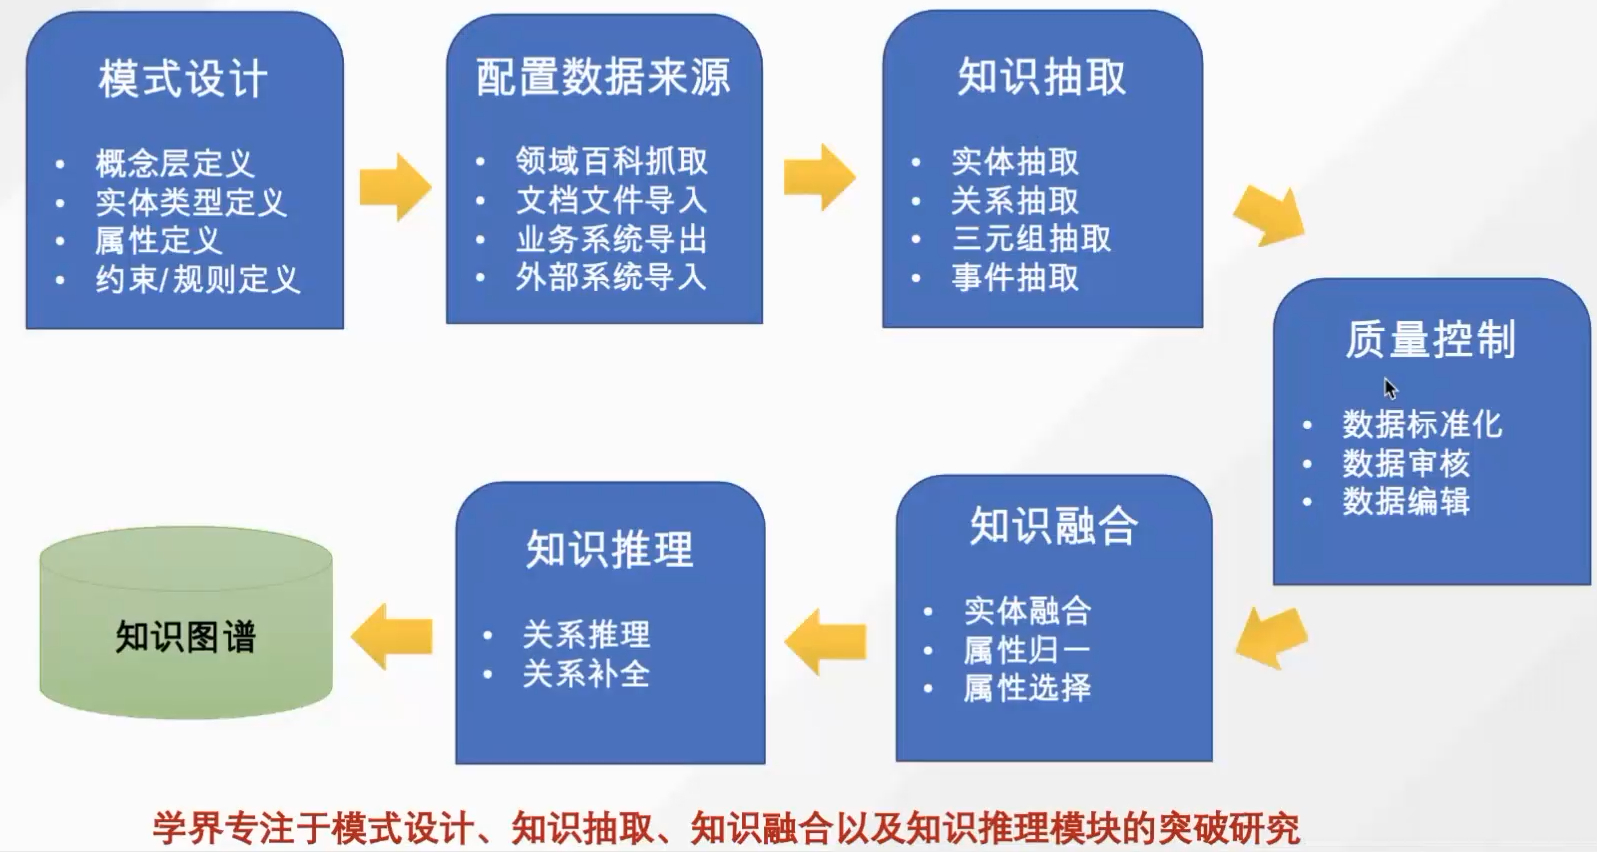 模式设计
• 概念层定义
• 实体类型定义
• 属性定义
• 约束/规则定义
配置数据来源
• 领域百科抓取
• 文档文件导入
• 业务系统导出
• 外部系统导入
知识抽取
• 实体抽取
• 关系抽取
• 三元组抽取
• 事件抽取
质量控制
• 数据标准化
• 数据审核
• 数据编辑
知识融合
• 实体融合
• 属性归一
• 属性选择
知识推理
• 关系推理
• 关系补全
知识图谱
学界专注于模式设计、知识抽取、知识融合以及知识推理模块的突破研究